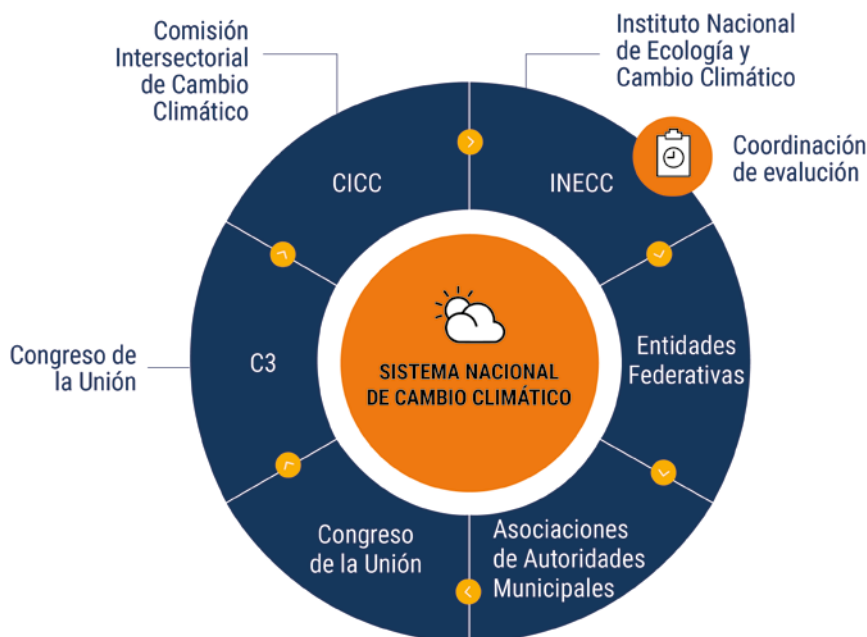 Comisión
Intersectorial
de Cambio
Climático
Instituto Nacional
de Ecología y
Cambio Climático
Coordinación
de evalución
CICC
INECC
Congreso de
la Unión
C3
Entidades
Federativas
SISTEMA NACIONAL
DE CAMBIO CLIMÁTICO
Congreso
de la Unión
Asociaciones
de Autoridades
Municipales